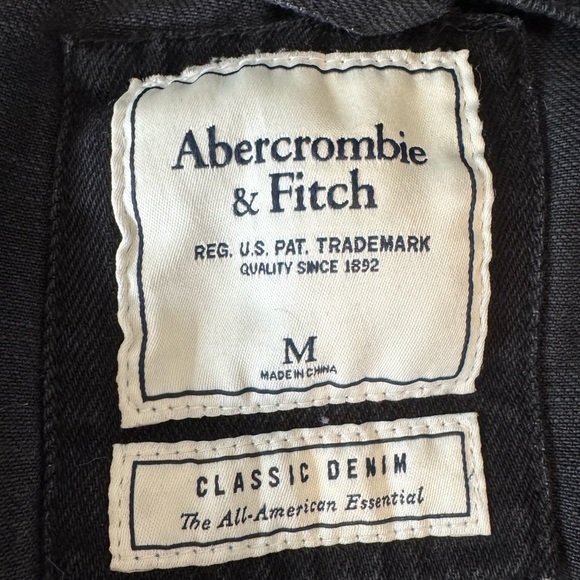 Abercrombie
& Fitch
REG. U.S. PAT. TRADEMARK
QUALITY SINCE 1892
M
MADE IN CHINA
CLASSIC DENIM
The All-American Essential